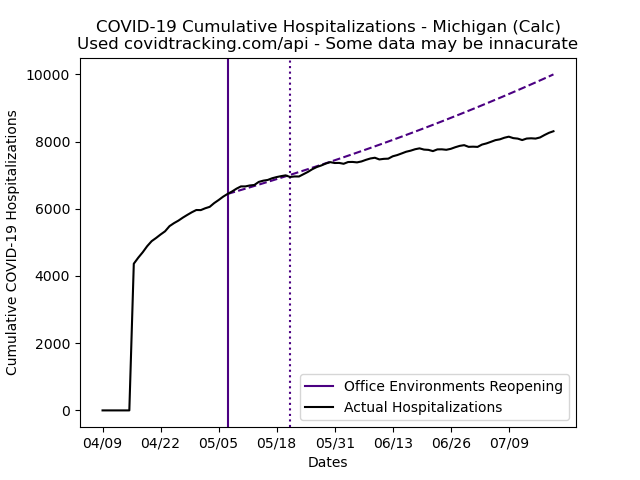 COVID-19 Cumulative Hospitalizations - Michigan (Calc)
Used covidtracking.com/api - Some data may be innacurate
Cumulative COVID-19 Hospitalizations
10000
8000
6000
4000
2000
0
Office Environments Reopening
Actual Hospitalizations
04/09 04/22 05/05 05/18 05/31 06/13 06/26 07/09
Dates